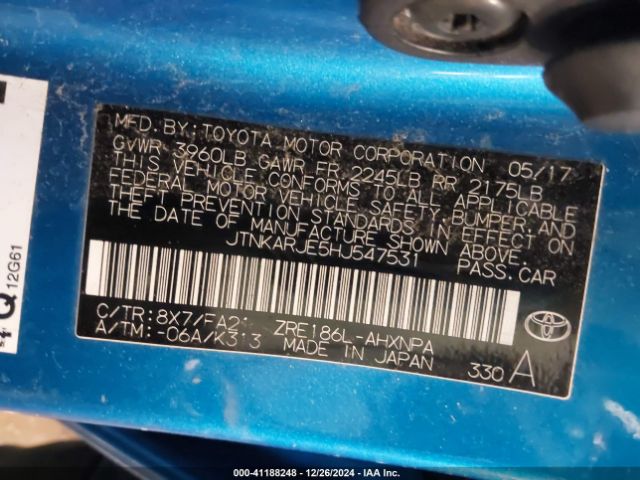 MFD. BY: TOYOTA MOTOR CORPORATION 05/17
GVWR 3960LB GAWR FR 2245LB RR 2175LB
THIS VEHICLE CONFORMS TO ALL APPLICABLE
FEDERAL MOTOR VEHICLE SAFETY, BUMPER, AND
THEFT PREVENTION STANDARDS IN EFFECT ON
THE DATE OF MANUFACTURE SHOWN ABOVE.
JTNKARJE5HJ547531 PASS.CAR
C/TR:8X7/FA21 ZRE186L-AHXNPA
A/TM:-06A/K313 MADE IN JAPAN 330 A
Q 12G61
000-41188248 - 12/26/2024 - IAA Inc.